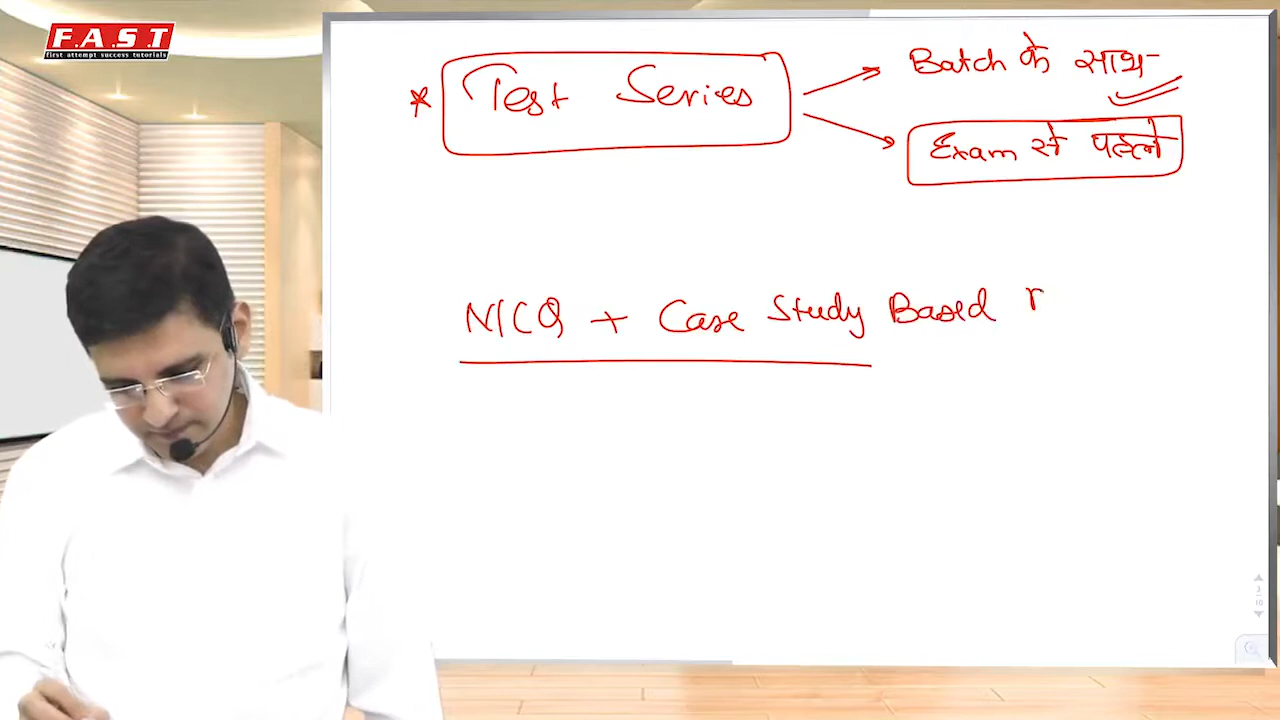 F.A.S.T
first attempt success tutorials
* Test Series
Batch के साथ
Exam से पहले
MCQ + Case Study Based